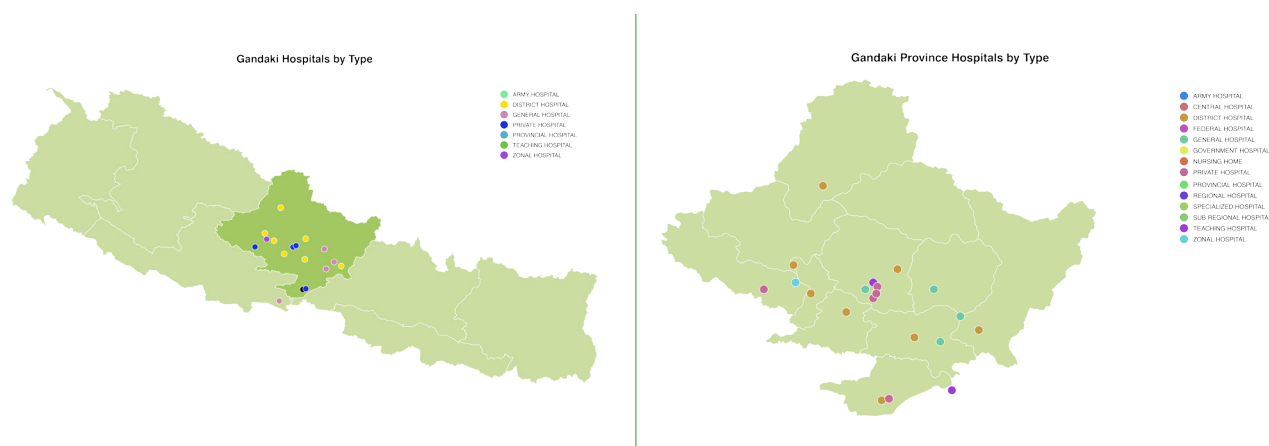 Gandaki Hospitals by Type
ARMY HOSPITAL
DISTRICT HOSPITAL
GENERAL HOSPITAL
PRIVATE HOSPITAL
PROVINCIAL HOSPITAL
TEACHING HOSPITAL
ZONAL HOSPITAL
Gandaki Province Hospitals by Type
ARMY HOSPITAL
CENTRAL HOSPITAL
DISTRICT HOSPITAL
FEDERAL HOSPITAL
GENERAL HOSPITAL
GOVERNMENT HOSPITAL
NURSING HOME
PRIVATE HOSPITAL
PROVINCIAL HOSPITAL
REGIONAL HOSPITAL
SPECIALIZED HOSPITAL
SUB REGIONAL HOSPITA
TEACHING HOSPITAL
ZONAL HOSPITAL